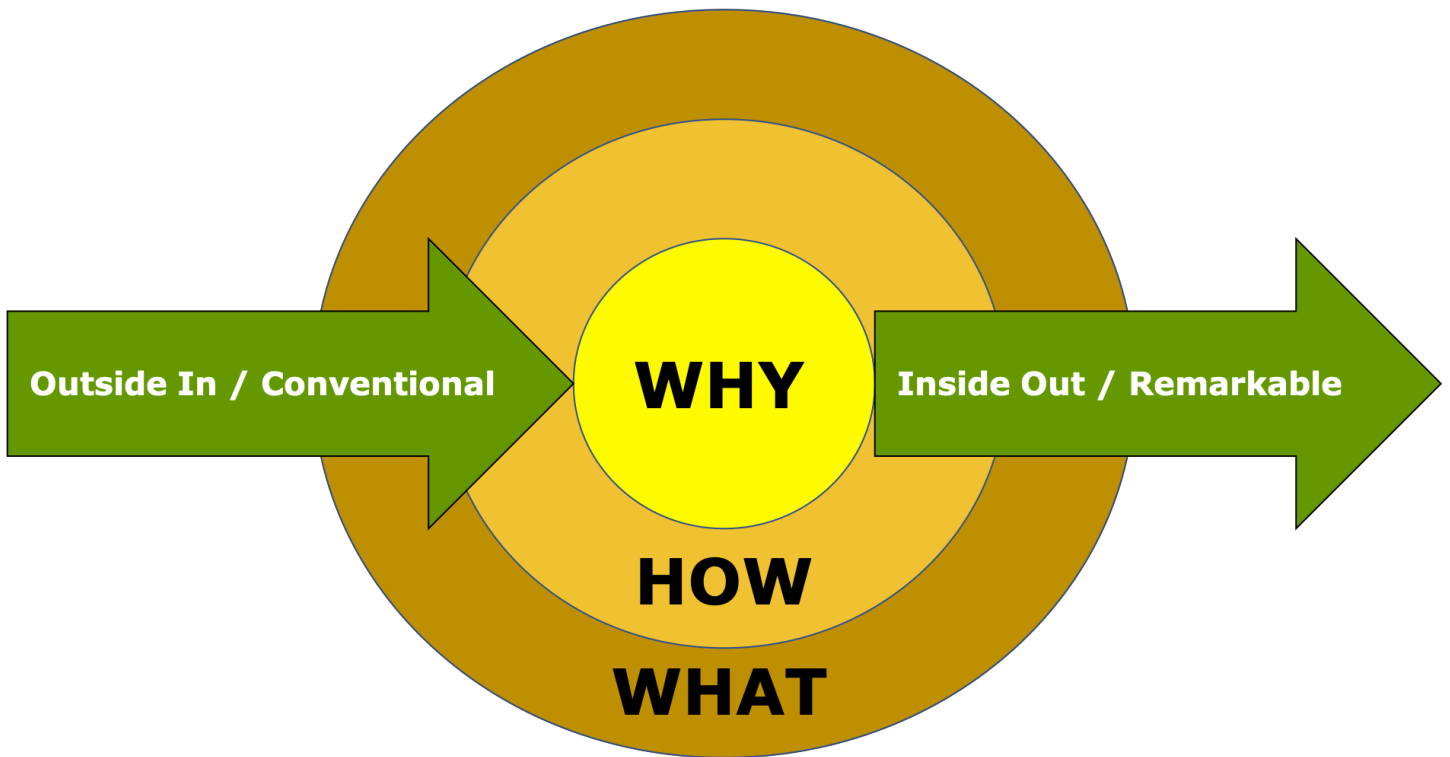 Outside In / Conventional
WHY
Inside Out / Remarkable
HOW
WHAT